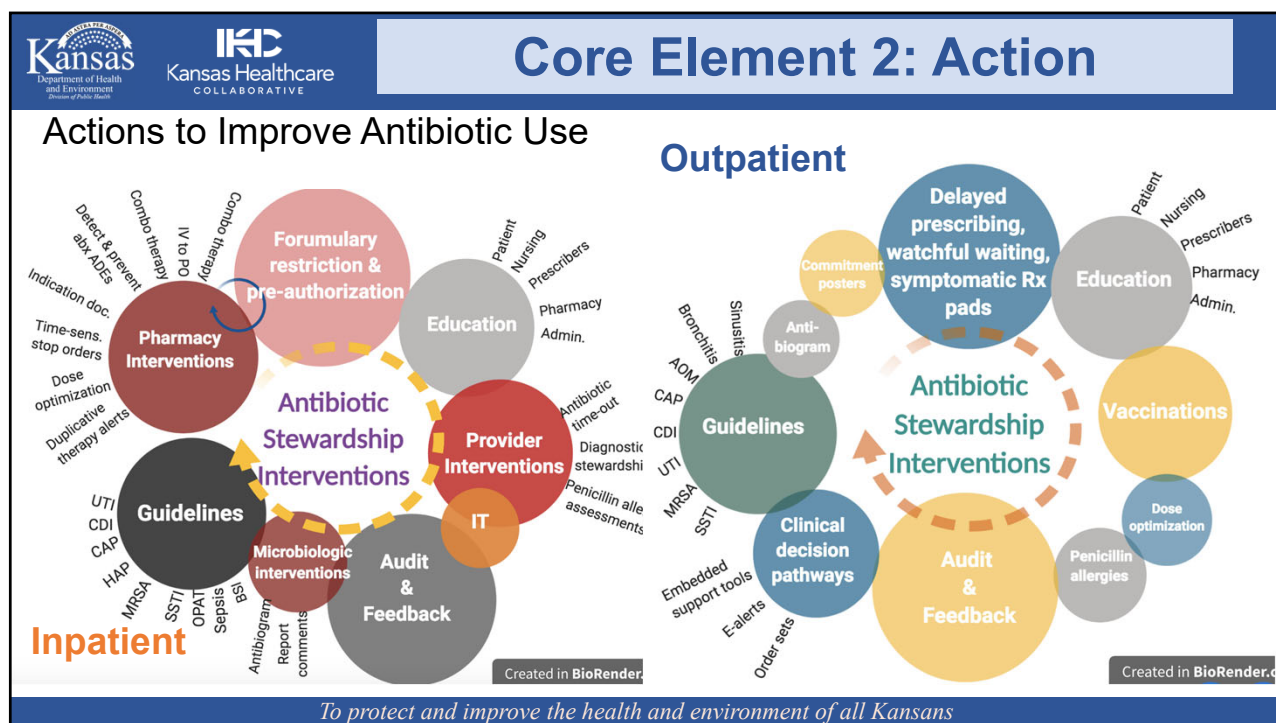 AD ASTRA PER ASPERA
Kansas
Department of Health
and Environment
Division of Public Health
KHC
Kansas Healthcare
COLLABORATIVE
Core Element 2: Action
Actions to Improve Antibiotic Use
Inpatient
Antibiotic
Stewardship
Interventions
Forumulary
restriction &
pre-authorization
Education
Patient
Nursing
Prescribers
Pharmacy
Admin.
Provider
Interventions
Antibiotic
time-out
Diagnostic
stewardshi
Penicillin alle
assessments
IT
Audit
&
Feedback
Microbiologic
interventions
Antibiogram
Report
comments
Guidelines
UTI
CDI
CAP
HAP
MRSA
SSTI
OPAT
Sepsis
BSI
Pharmacy
Interventions
Duplicative
therapy alerts
Dose
optimization
Time-sens.
stop orders
Indication doc.
Detect & prevent
abx ADEs
Combo therapy
IV to PO
Combo therapy
Created in BioRender.c
Outpatient
Antibiotic
Stewardship
Interventions
Delayed
prescribing,
watchful waiting,
symptomatic Rx
pads
Education
Patient
Nursing
Prescribers
Pharmacy
Admin.
Vaccinations
Dose
optimization
Penicillin
allergies
Audit
&
Feedback
Clinical
decision
pathways
Embedded
support tools
E-alerts
Order sets
Guidelines
SSTI
MRSA
UTI
CDI
CAP
AOM
Bronchitis
Sinusitis
Anti-
biogram
Commitment
posters
Created in BioRender.c
To protect and improve the health and environment of all Kansans